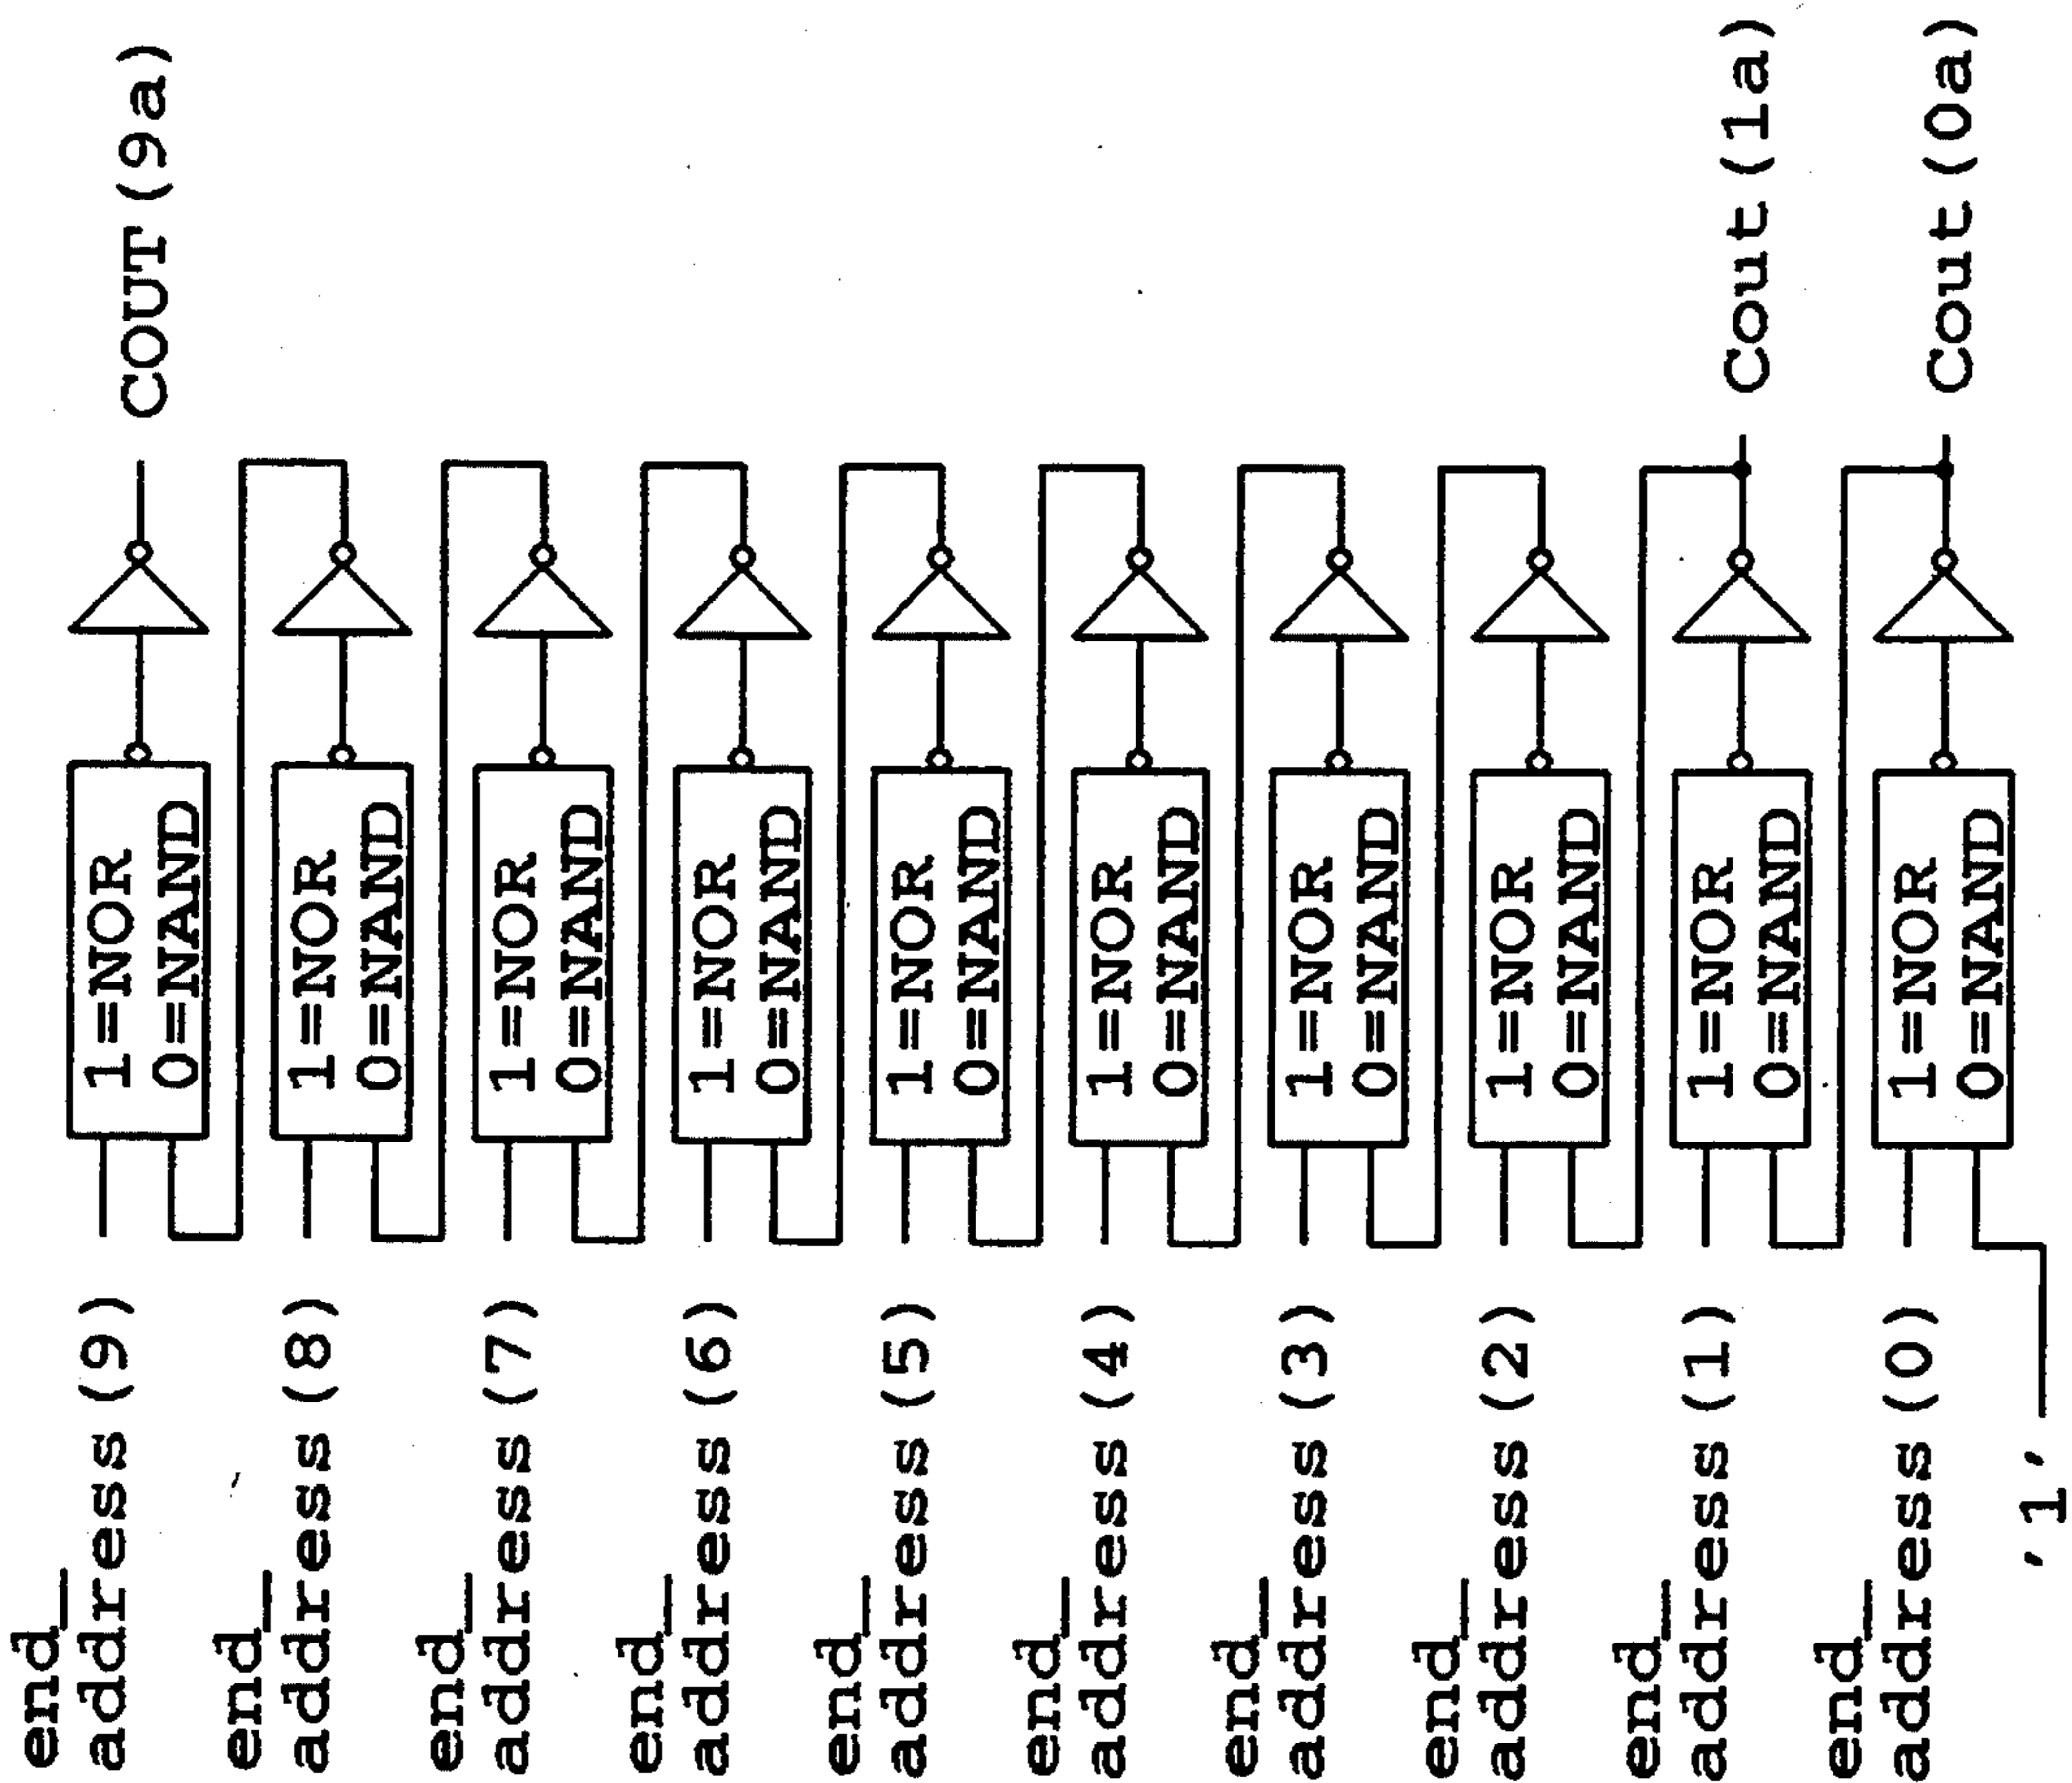 end_
address(9)
1=NOR
0=NAND
COUT(9a)
end_
address(8)
1=NOR
0=NAND
end_
address(7)
1=NOR
0=NAND
end_
address(6)
1=NOR
0=NAND
end_
address(5)
1=NOR
0=NAND
end_
address(4)
1=NOR
0=NAND
end_
address(3)
1=NOR
0=NAND
end_
address(2)
1=NOR
0=NAND
end_
address(1)
1=NOR
0=NAND
Cout(1a)
end_
address(0)
1=NOR
0=NAND
Cout(0a)
'1'